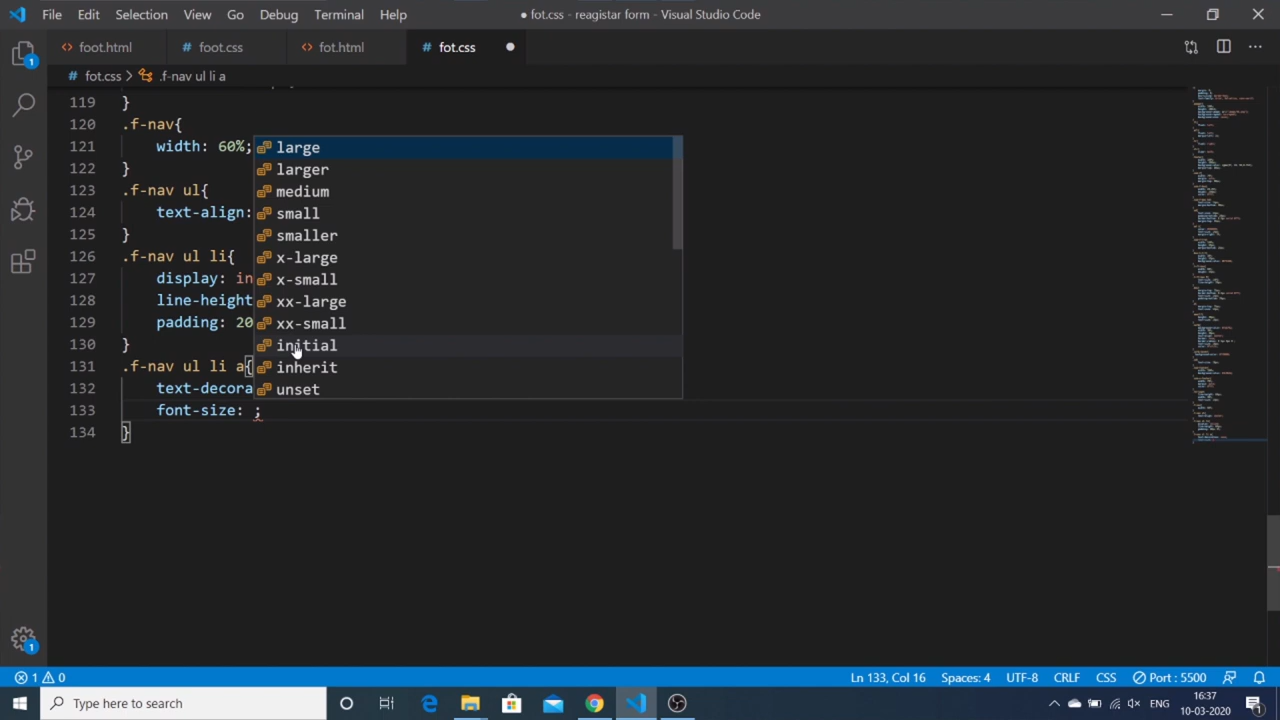 File Edit Selection View Go Debug Terminal Help
● fot.css - reagistar form - Visual Studio Code
foot.html
foot.css
fot.html
fot.css
fot.css > .f-nav ul li a
119 }
120 .f-nav{
121 width: 60%;
122 }
123 .f-nav ul{
124 text-align:
125 }
126 .f-nav ul li{
127 display: in
128 line-height
129 padding: 20
130 }
131 .f-nav ul li a{
132 text-decora
133 font-size: ;
134 }
large
larger
medium
small
smaller
x-large
x-small
xx-large
xx-small
initial
inherit
unset
1
1
1 0
Ln 133, Col 16
Spaces: 4
UTF-8
CRLF
CSS
Port : 5500
Type here to search
ENG
16:37
10-03-2020
1